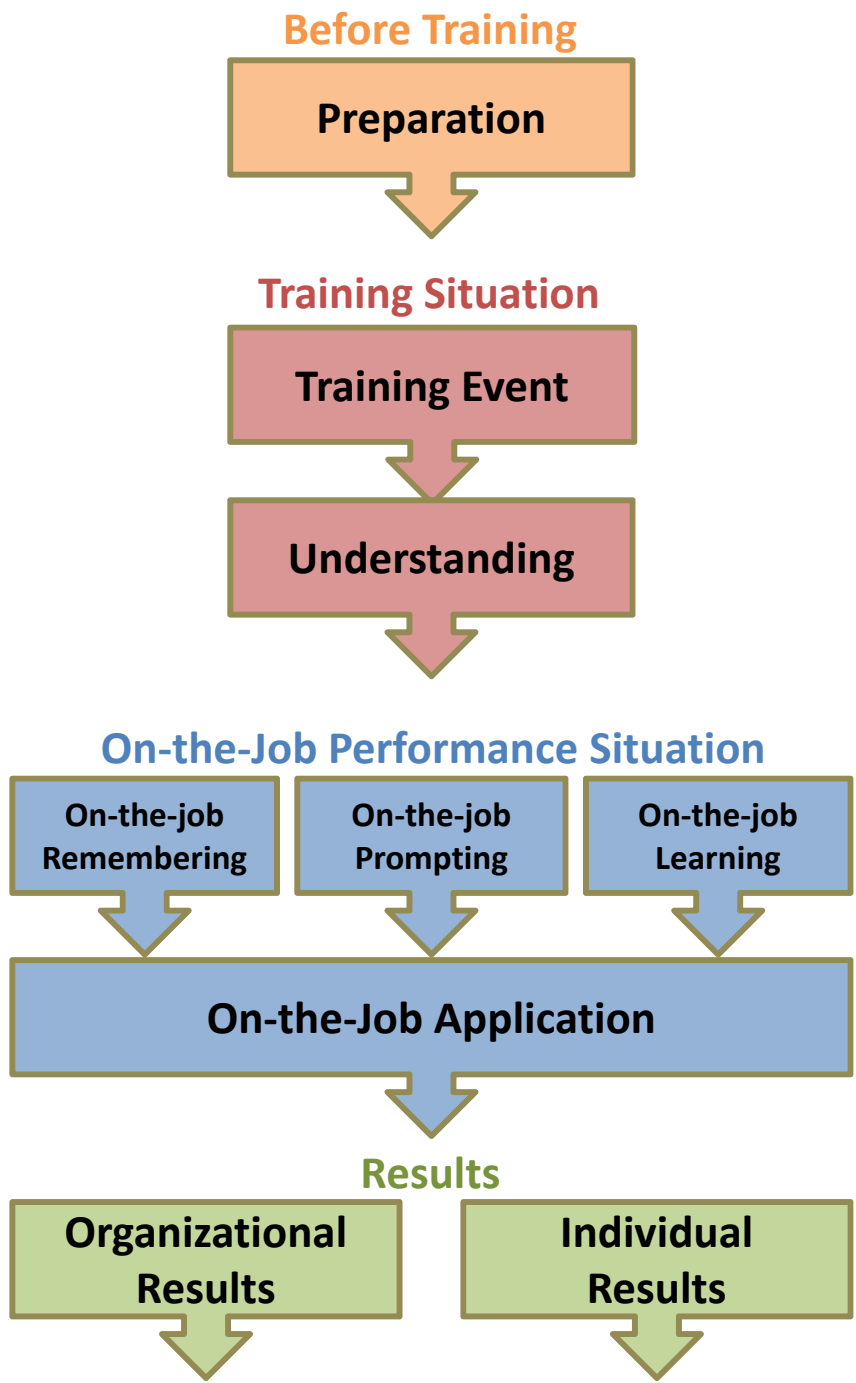 Before Training
Preparation
Training Situation
Training Event
Understanding
On-the-Job Performance Situation
On-the-job
Remembering
On-the-job
Prompting
On-the-job
Learning
On-the-Job Application
Results
Organizational
Results
Individual
Results